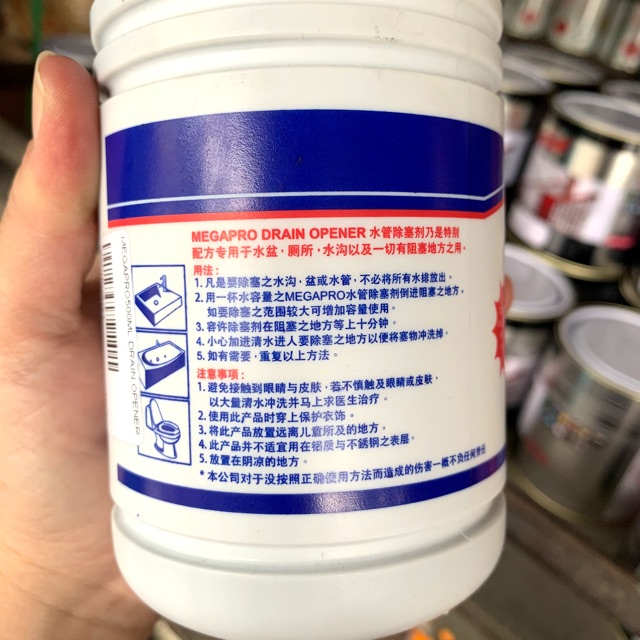 MEGAPRO DRAIN OPENER 水管除塞剂乃是特别
配方专用于水盆,厕所,水沟以及一切有阻塞地方之用。
用法:
1. 凡是要除塞之水沟,盆或水管,不必将所有水排放出。
2. 用一杯水容量之MEGAPRO水管除塞剂倒进阻塞之地方。
如要除塞之范围较大可增加容量使用。
3. 容许除塞剂在阻塞之地方等上十分钟。
4. 小心加进清水进人要除塞之地方以便将塞物冲洗掉。
5. 如有需要,重复以上方法。
注意事项:
1. 避免接触到眼睛与皮肤,若不慎触及眼睛或皮肤,
以大量清水冲洗并马上求医生治疗。
2. 使用此产品时穿上保护衣饰。
3. 将此产品放置远离儿童所及的地方。
4. 此产品并不适宜用在铝质与不銹钢之表层。
5. 放置在阴凉的地方。
* 本公司对于没按照正确使用方法而造成的伤害一概不负任何责任
MEGAPRO500ML DRAIN OPENER